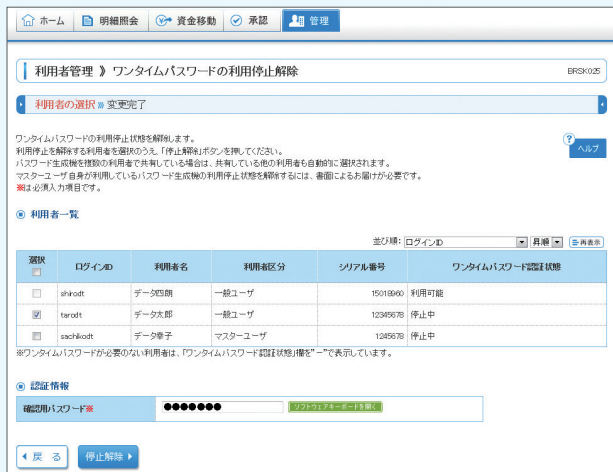 ホーム 明細照会 資金移動 承認 管理
利用者管理 》 ワンタイムパスワードの利用停止解除 BRSK025
利用者の選択 》 変更完了
ワンタイムパスワードの利用停止状態を解除します。
利用停止を解除する利用者を選択のうえ、「停止解除」ボタンを押してください。
パスワード生成機を複数の利用者で共有している場合は、共有している他の利用者も自動的に選択されます。
マスターユーザ自身が利用しているパスワード生成機の利用停止状態を解除するには、書面によるお届けが必要です。
※は必須入力項目です。
? ヘルプ
利用者一覧
並び順: ログインID 昇順 再表示
選択 ログインID 利用者名 利用者区分 シリアル番号 ワンタイムパスワード認証状態
shirodt データ四朗 一般ユーザ 15018960 利用可能
tarodt データ太郎 一般ユーザ 12345678 停止中
sachikodt データ幸子 マスターユーザ 1245678 停止中
※ワンタイムパスワードが必要のない利用者は、「ワンタイムパスワード認証状態」欄を"－"で表示しています。
認証情報
確認用パスワード※ ●●●●●●● ソフトウェアキーボードを開く
戻 る 停止解除